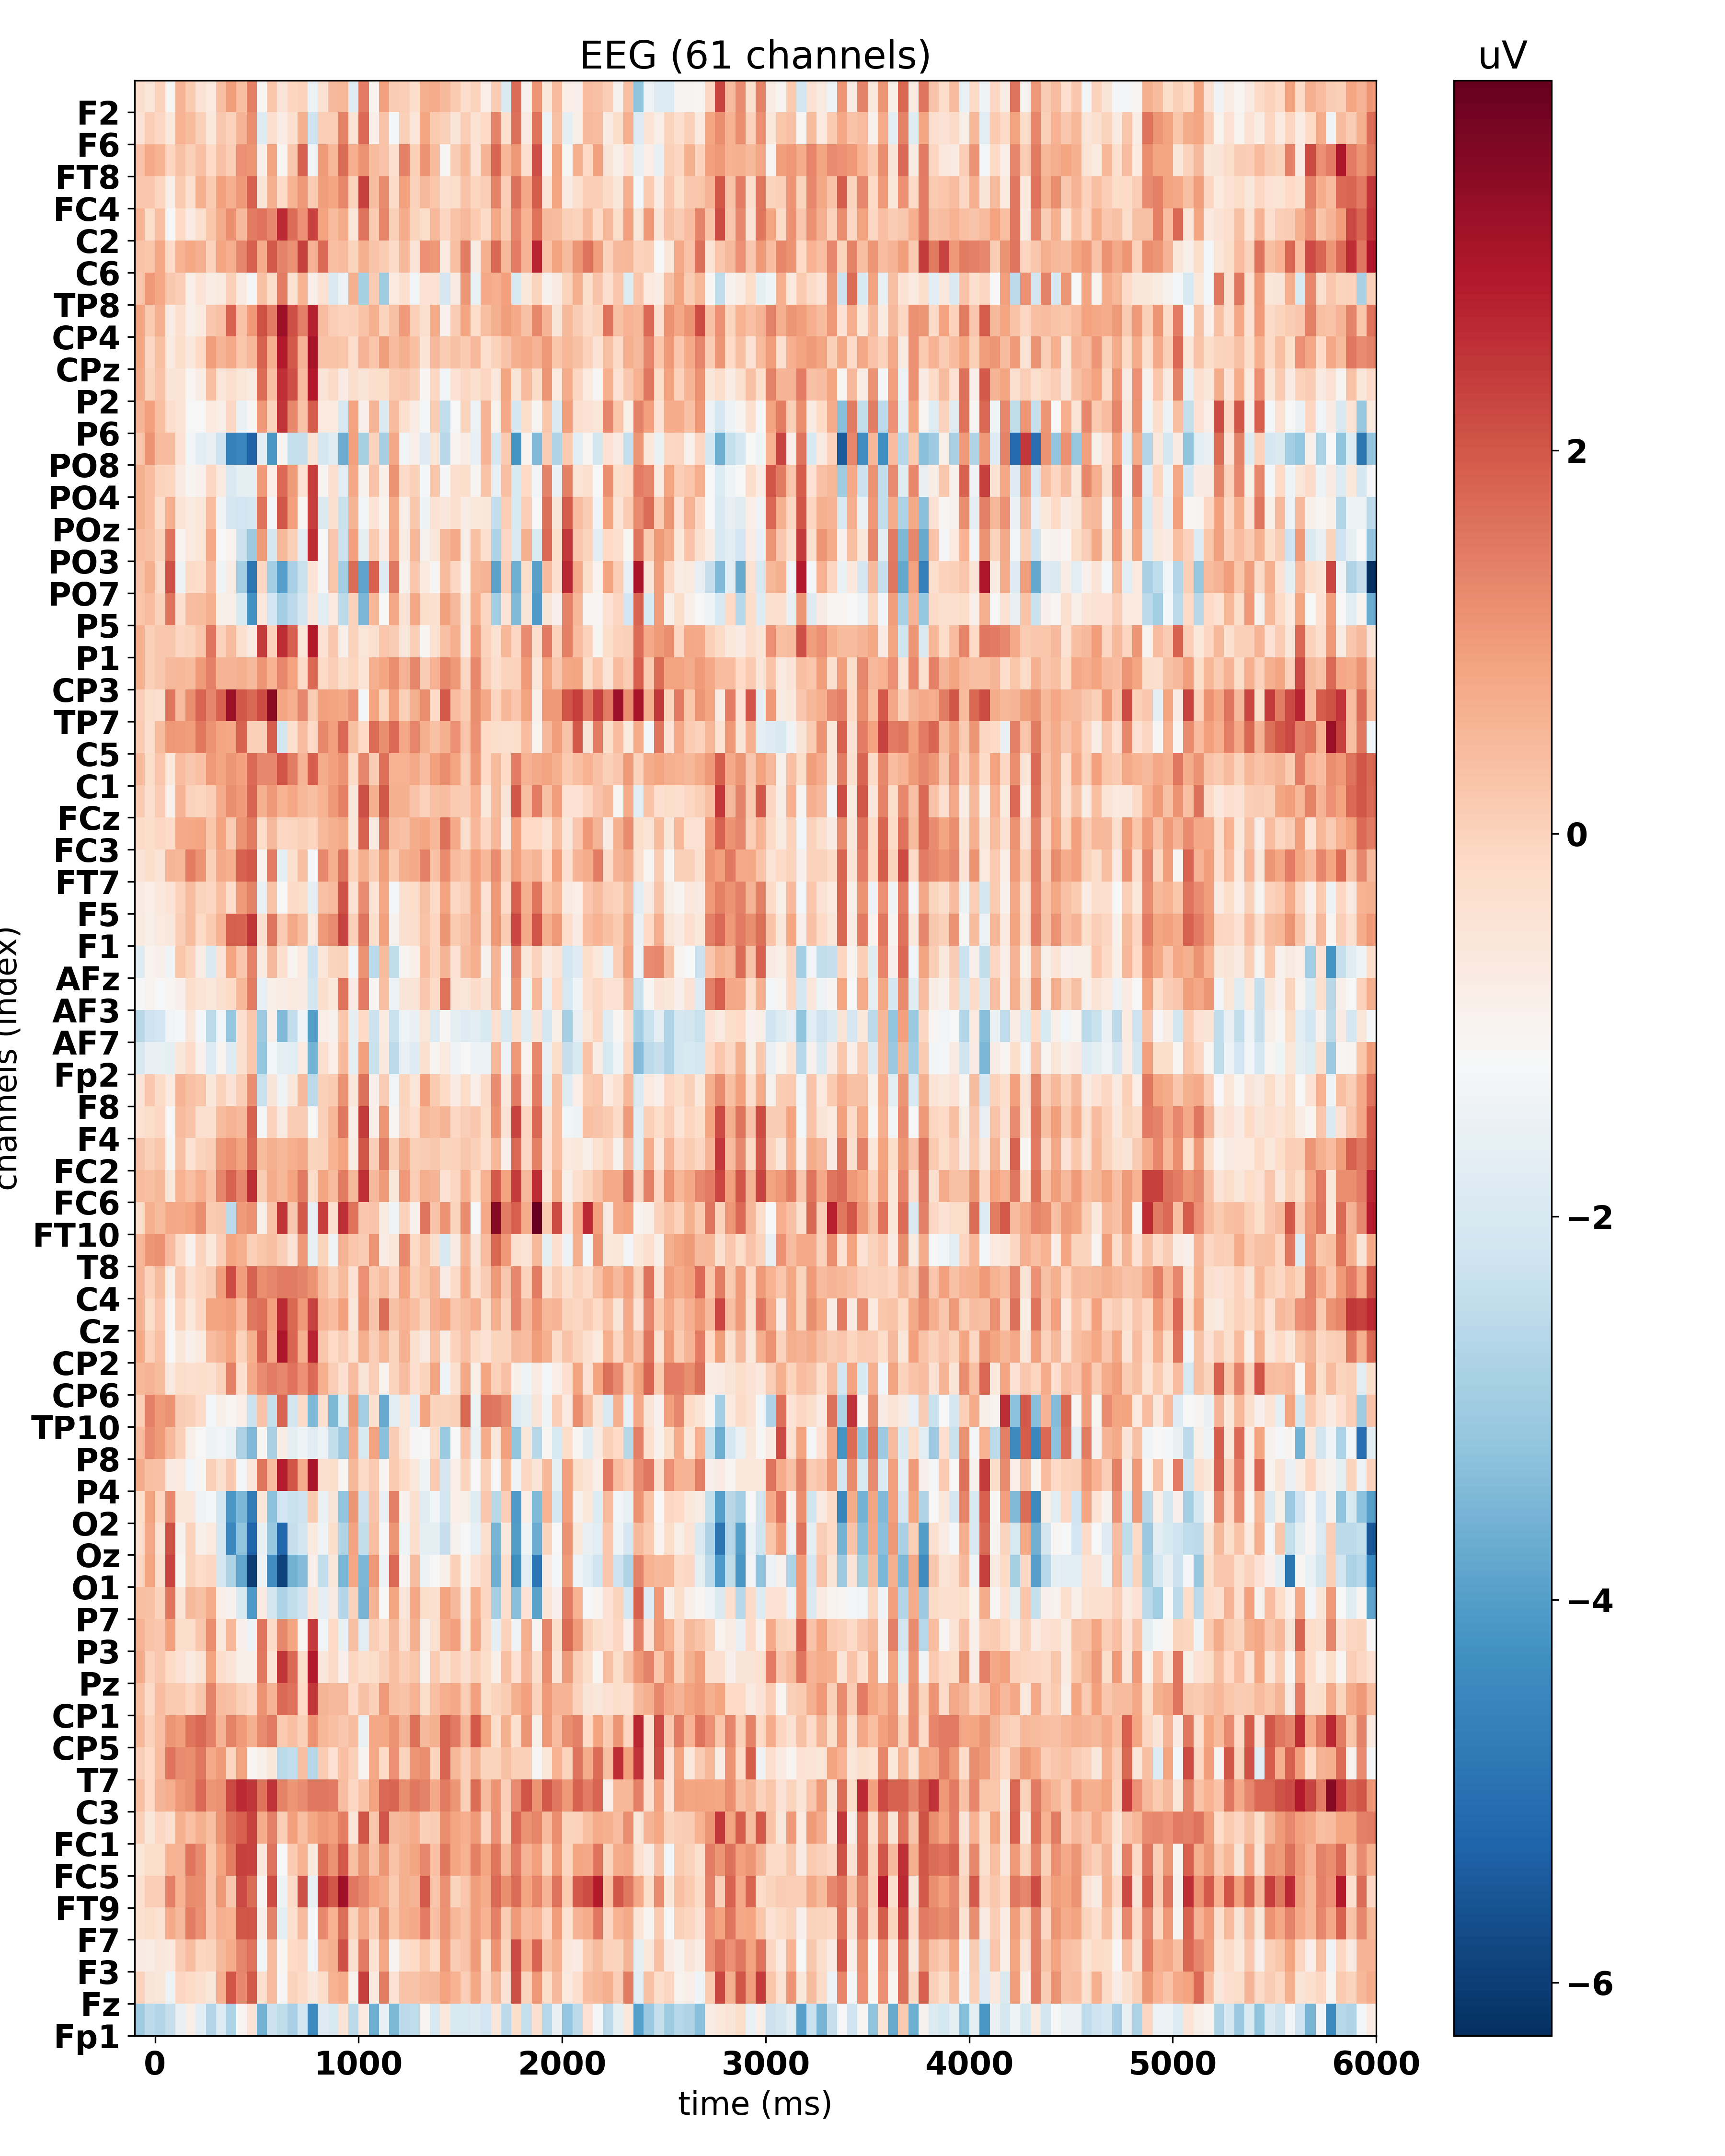 EEG (61 channels)
uV
F2
F6
FT8
FC4
C2
C6
TP8
CP4
CPz
P2
P6
PO8
PO4
POz
PO3
PO7
P5
P1
CP3
TP7
C5
C1
FCz
FC3
FT7
F5
F1
AFz
AF3
AF7
Fp2
F8
F4
FC2
FC6
FT10
T8
C4
Cz
CP2
CP6
TP10
P8
P4
O2
Oz
O1
P7
P3
Pz
CP1
CP5
T7
C3
FC1
FC5
FT9
F7
F3
Fz
Fp1
channels (index)
0 1000 2000 3000 4000 5000 6000
time (ms)
2
0
−2
−4
−6